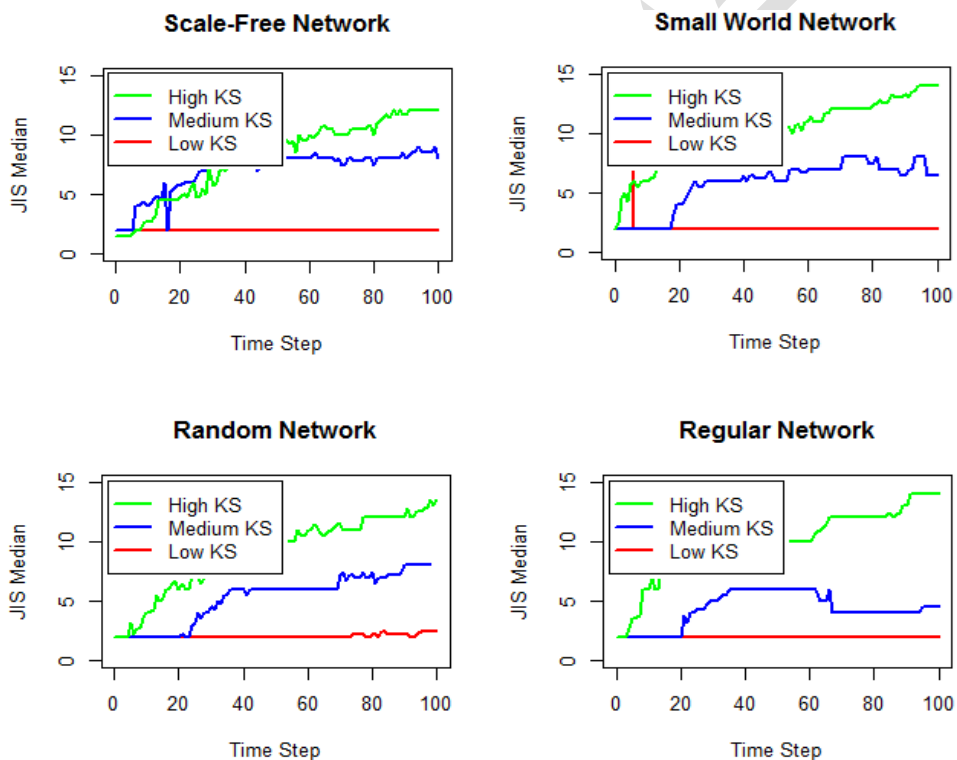 Scale-Free Network
15
10
5
0
JIS Median
High KS
Medium KS
Low KS
0 20 40 60 80 100
Time Step
Small World Network
15
10
5
0
JIS Median
High KS
Medium KS
Low KS
0 20 40 60 80 100
Time Step
Random Network
15
10
5
0
JIS Median
High KS
Medium KS
Low KS
0 20 40 60 80 100
Time Step
Regular Network
15
10
5
0
JIS Median
High KS
Medium KS
Low KS
0 20 40 60 80 100
Time Step